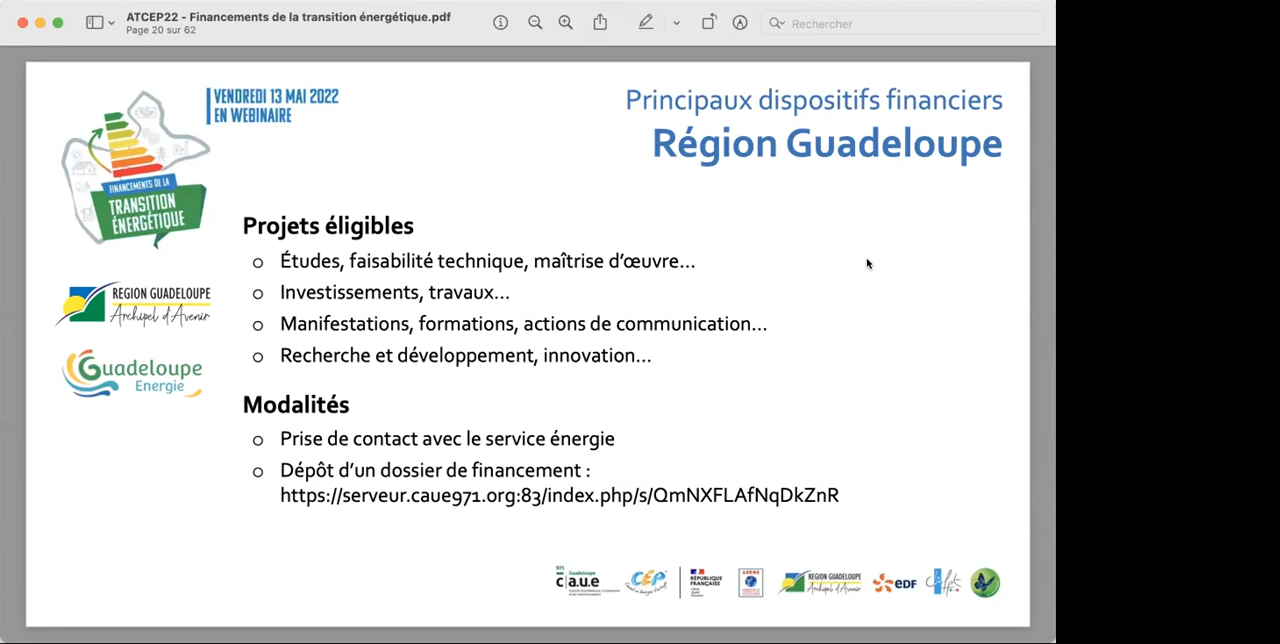 ATCEP22 - Financements de la transition énergétique.pdf
Page 20 sur 62
Rechercher
VENDREDI 13 MAI 2022
EN WEBINAIRE
Principaux dispositifs financiers
Région Guadeloupe
FINANCEMENTS DE LA
TRANSITION
ÉNERGÉTIQUE
Projets éligibles
Études, faisabilité technique, maîtrise d'œuvre...
Investissements, travaux...
Manifestations, formations, actions de communication...
Recherche et développement, innovation...
REGION GUADELOUPE
Archipel d'Avenir
Guadeloupe
Energie
Modalités
Prise de contact avec le service énergie
Dépôt d'un dossier de financement :
https://serveur.caue971.org:83/index.php/s/QmNXFLAfNqDkZnR
971 Guadeloupe
c|a.u.e
CEP
RÉPUBLIQUE
FRANÇAISE
ADEME
REGION GUADELOUPE
Archipel d'Avenir
eDF